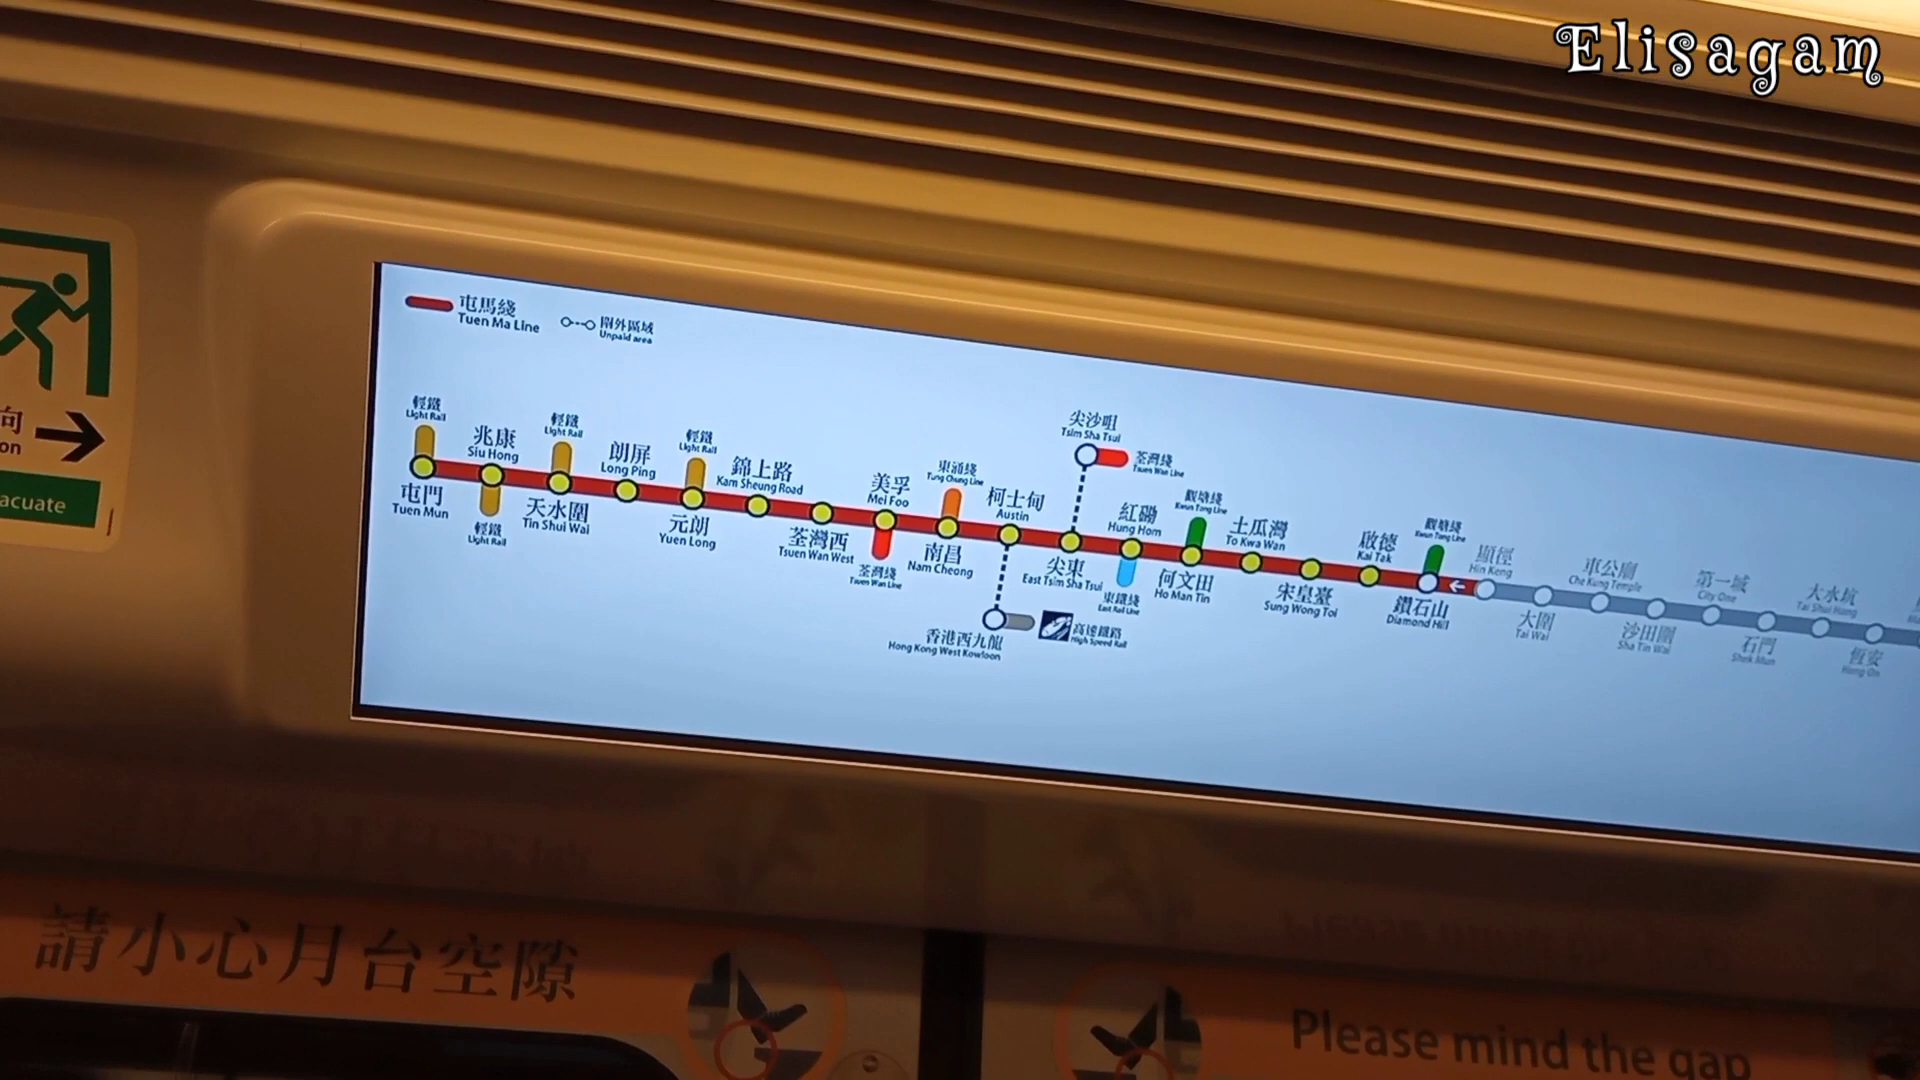 Elisagam
向
on
acuate
屯馬綫
Tuen Ma Line
閘外區域
Unpaid area
輕鐵
Light Rail
屯門
Tuen Mun
兆康
Siu Hong
輕鐵
Light Rail
輕鐵
Light Rail
天水圍
Tin Shui Wai
朗屏
Long Ping
輕鐵
Light Rail
元朗
Yuen Long
錦上路
Kam Sheung Road
荃灣西
Tsuen Wan West
美孚
Mei Foo
荃灣綫
Tsuen Wan Line
東涌綫
Tung Chung Line
南昌
Nam Cheong
柯士甸
Austin
香港西九龍
Hong Kong West Kowloon
高速鐵路
High Speed Rail
尖沙咀
Tsim Sha Tsui
荃灣綫
Tsuen Wan Line
尖東
East Tsim Sha Tsui
紅磡
Hung Hom
東鐵綫
East Rail Line
觀塘綫
Kwun Tong Line
何文田
Ho Man Tin
土瓜灣
To Kwa Wan
宋皇臺
Sung Wong Toi
啟德
Kai Tak
觀塘綫
Kwun Tong Line
鑽石山
Diamond Hill
顯徑
Hin Keng
大圍
Tai Wai
車公廟
Che Kung Temple
沙田圍
Sha Tin Wai
第一城
City One
石門
Shek Mun
大水坑
Tai Shui Hang
恆安
Heng On
請小心月台空隙
Please mind the gap